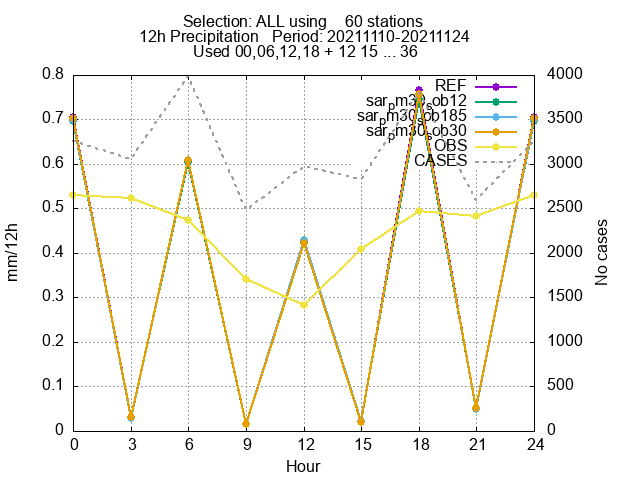 Selection: ALL using 60 stations
12h Precipitation Period: 20211110-20211124
Used 00,06,12,18 + 12 15 ... 36
REF
sar_pm30_sob12
sar_pm30_sob185
sar_pm30_sob30
OBS
CASES
0.8
0.7
0.6
0.5
0.4
0.3
0.2
0.1
0
mm/12h
4000
3500
3000
2500
2000
1500
1000
500
0
No cases
0 3 6 9 12 15 18 21 24
Hour